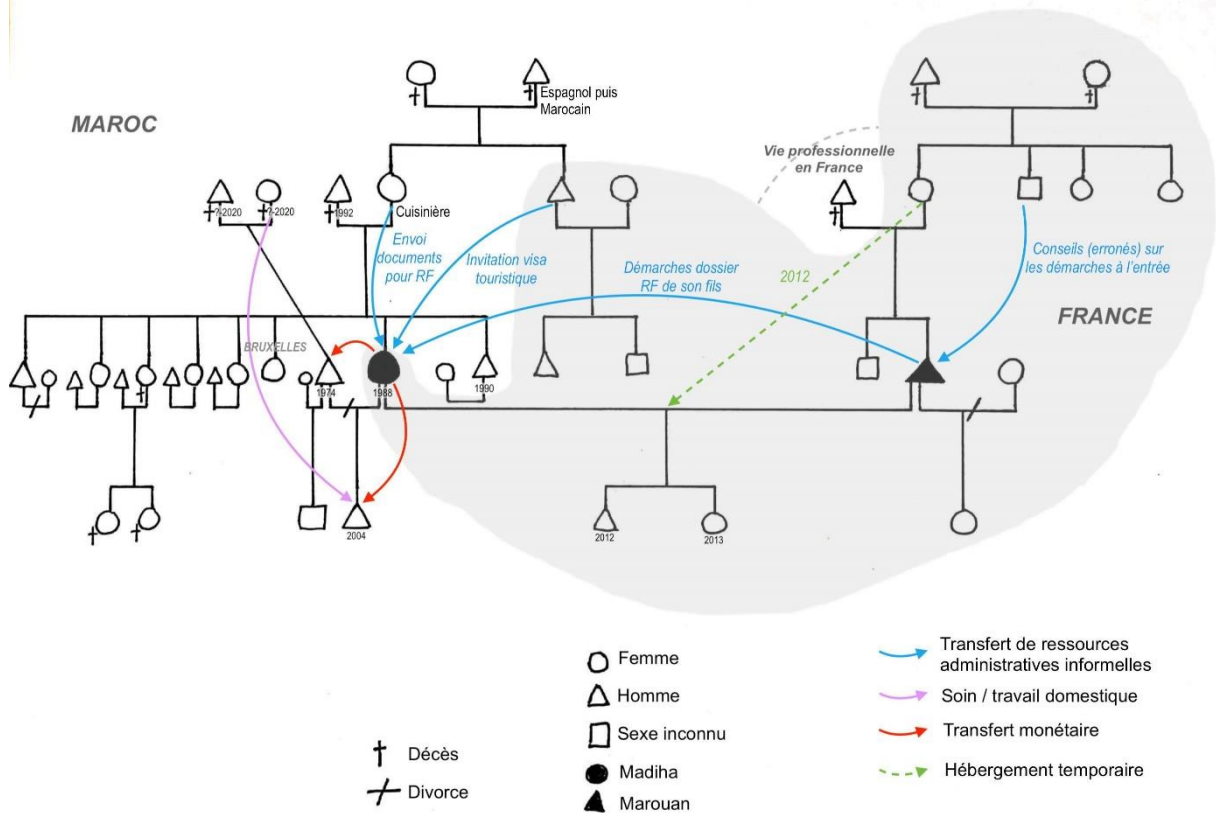 Espagnol puis
Marocain
MAROC
Vie professionnelle
en France
†?-2020
†?-2020
†1992
Cuisinière
Envoi
documents
pour RF
Invitation visa
touristique
Démarches dossier
RF de son fils
2012
Conseils (erronés) sur
les démarches à l'entrée
FRANCE
BRUXELLES
1974
1988
1990
2004
2012
2013
Femme
Homme
Sexe inconnu
Madiha
Marouan
Décès
Divorce
Transfert de ressources
administratives informelles
Soin / travail domestique
Transfert monétaire
Hébergement temporaire